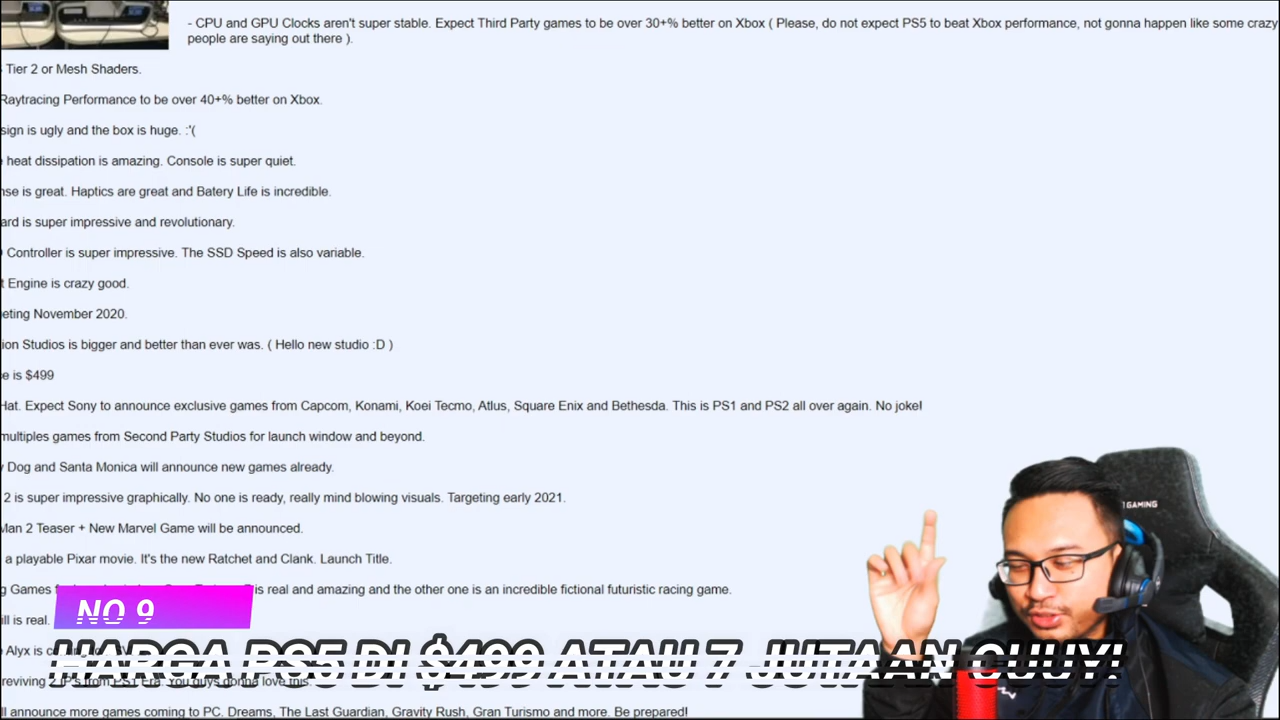 - CPU and GPU Clocks aren't super stable. Expect Third Party games to be over 30+% better on Xbox ( Please, do not expect PS5 to beat Xbox performance, not gonna happen like some crazy
people are saying out there ).
Tier 2 or Mesh Shaders.
Raytracing Performance to be over 40+% better on Xbox.
sign is ugly and the box is huge. :'(
heat dissipation is amazing. Console is super quiet.
nse is great. Haptics are great and Batery Life is incredible.
ard is super impressive and revolutionary.
Controller is super impressive. The SSD Speed is also variable.
t Engine is crazy good.
eting November 2020.
ion Studios is bigger and better than ever was. ( Hello new studio :D )
e is $499
Hat. Expect Sony to announce exclusive games from Capcom, Konami, Koei Tecmo, Atlus, Square Enix and Bethesda. This is PS1 and PS2 all over again. No joke!
multiples games from Second Party Studios for launch window and beyond.
y Dog and Santa Monica will announce new games already.
2 is super impressive graphically. No one is ready, really mind blowing visuals. Targeting early 2021.
Man 2 Teaser + New Marvel Game will be announced.
a playable Pixar movie. It's the new Ratchet and Clank. Launch Title.
g Games is real and amazing and the other one is an incredible fictional futuristic racing game.
NO 9
ill is real.
HARGA PS5 DI $499 ATAU 7 JUTAAN CUUY!
Alyx is
reviving 2 IP's from PS1 Era. You guys gonna love this.
ll announce more games coming to PC. Dreams, The Last Guardian, Gravity Rush, Gran Turismo and more. Be prepared!
GAMING